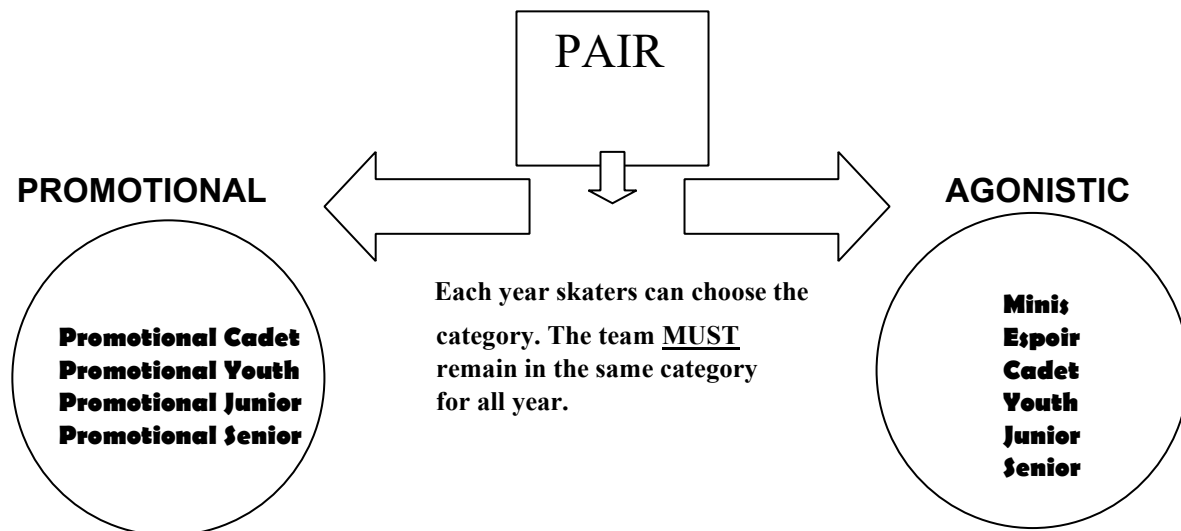 PAIR
PROMOTIONAL
AGONISTIC
Promotional Cadet
Promotional Youth
Promotional Junior
Promotional Senior
Each year skaters can choose the
category. The team MUST
remain in the same category
for all year.
Minis
Espoir
Cadet
Youth
Junior
Senior